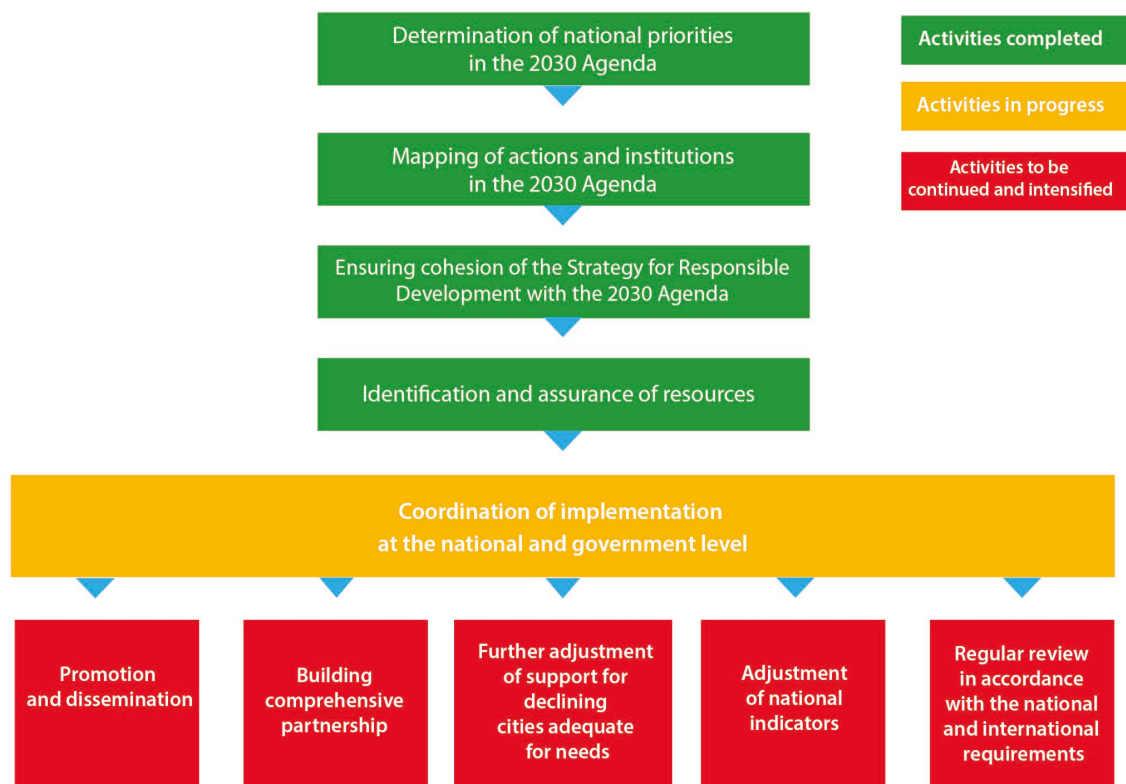 Determination of national priorities
in the 2030 Agenda
Activities completed
Activities in progress
Mapping of actions and institutions
in the 2030 Agenda
Activities to be
continued and intensified
Ensuring cohesion of the Strategy for Responsible
Development with the 2030 Agenda
Identification and assurance of resources
Coordination of implementation
at the national and government level
Promotion
and dissemination
Building
comprehensive
partnership
Further adjustment
of support for
declining
cities adequate
for needs
Adjustment
of national
indicators
Regular review
in accordance
with the national
and international
requirements